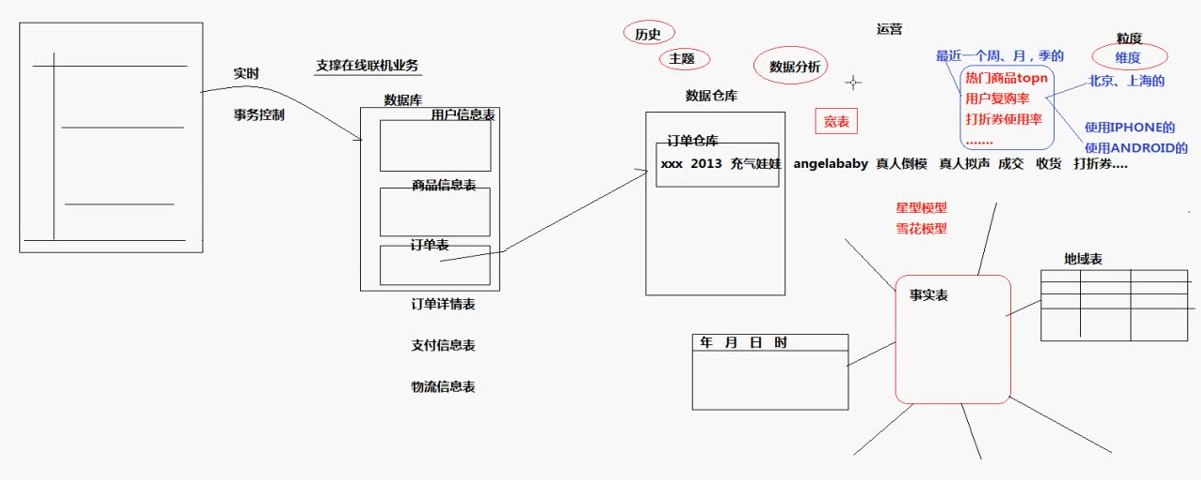 实时
事务控制
支撑在线联机业务
数据库
用户信息表
商品信息表
订单表
订单详情表
支付信息表
物流信息表
历史
主题
数据分析
数据仓库
宽表
订单仓库
xxx 2013 充气娃娃 angelababy 真人倒模 真人拟声 成交 收货 打折券....
运营
最近一个周、月，季的
热门商品topn
用户复购率
打折券使用率
.......
粒度
维度
北京、上海的
使用IPHONE的
使用ANDROID的
星型模型
雪花模型
事实表
地域表
年 月 日 时